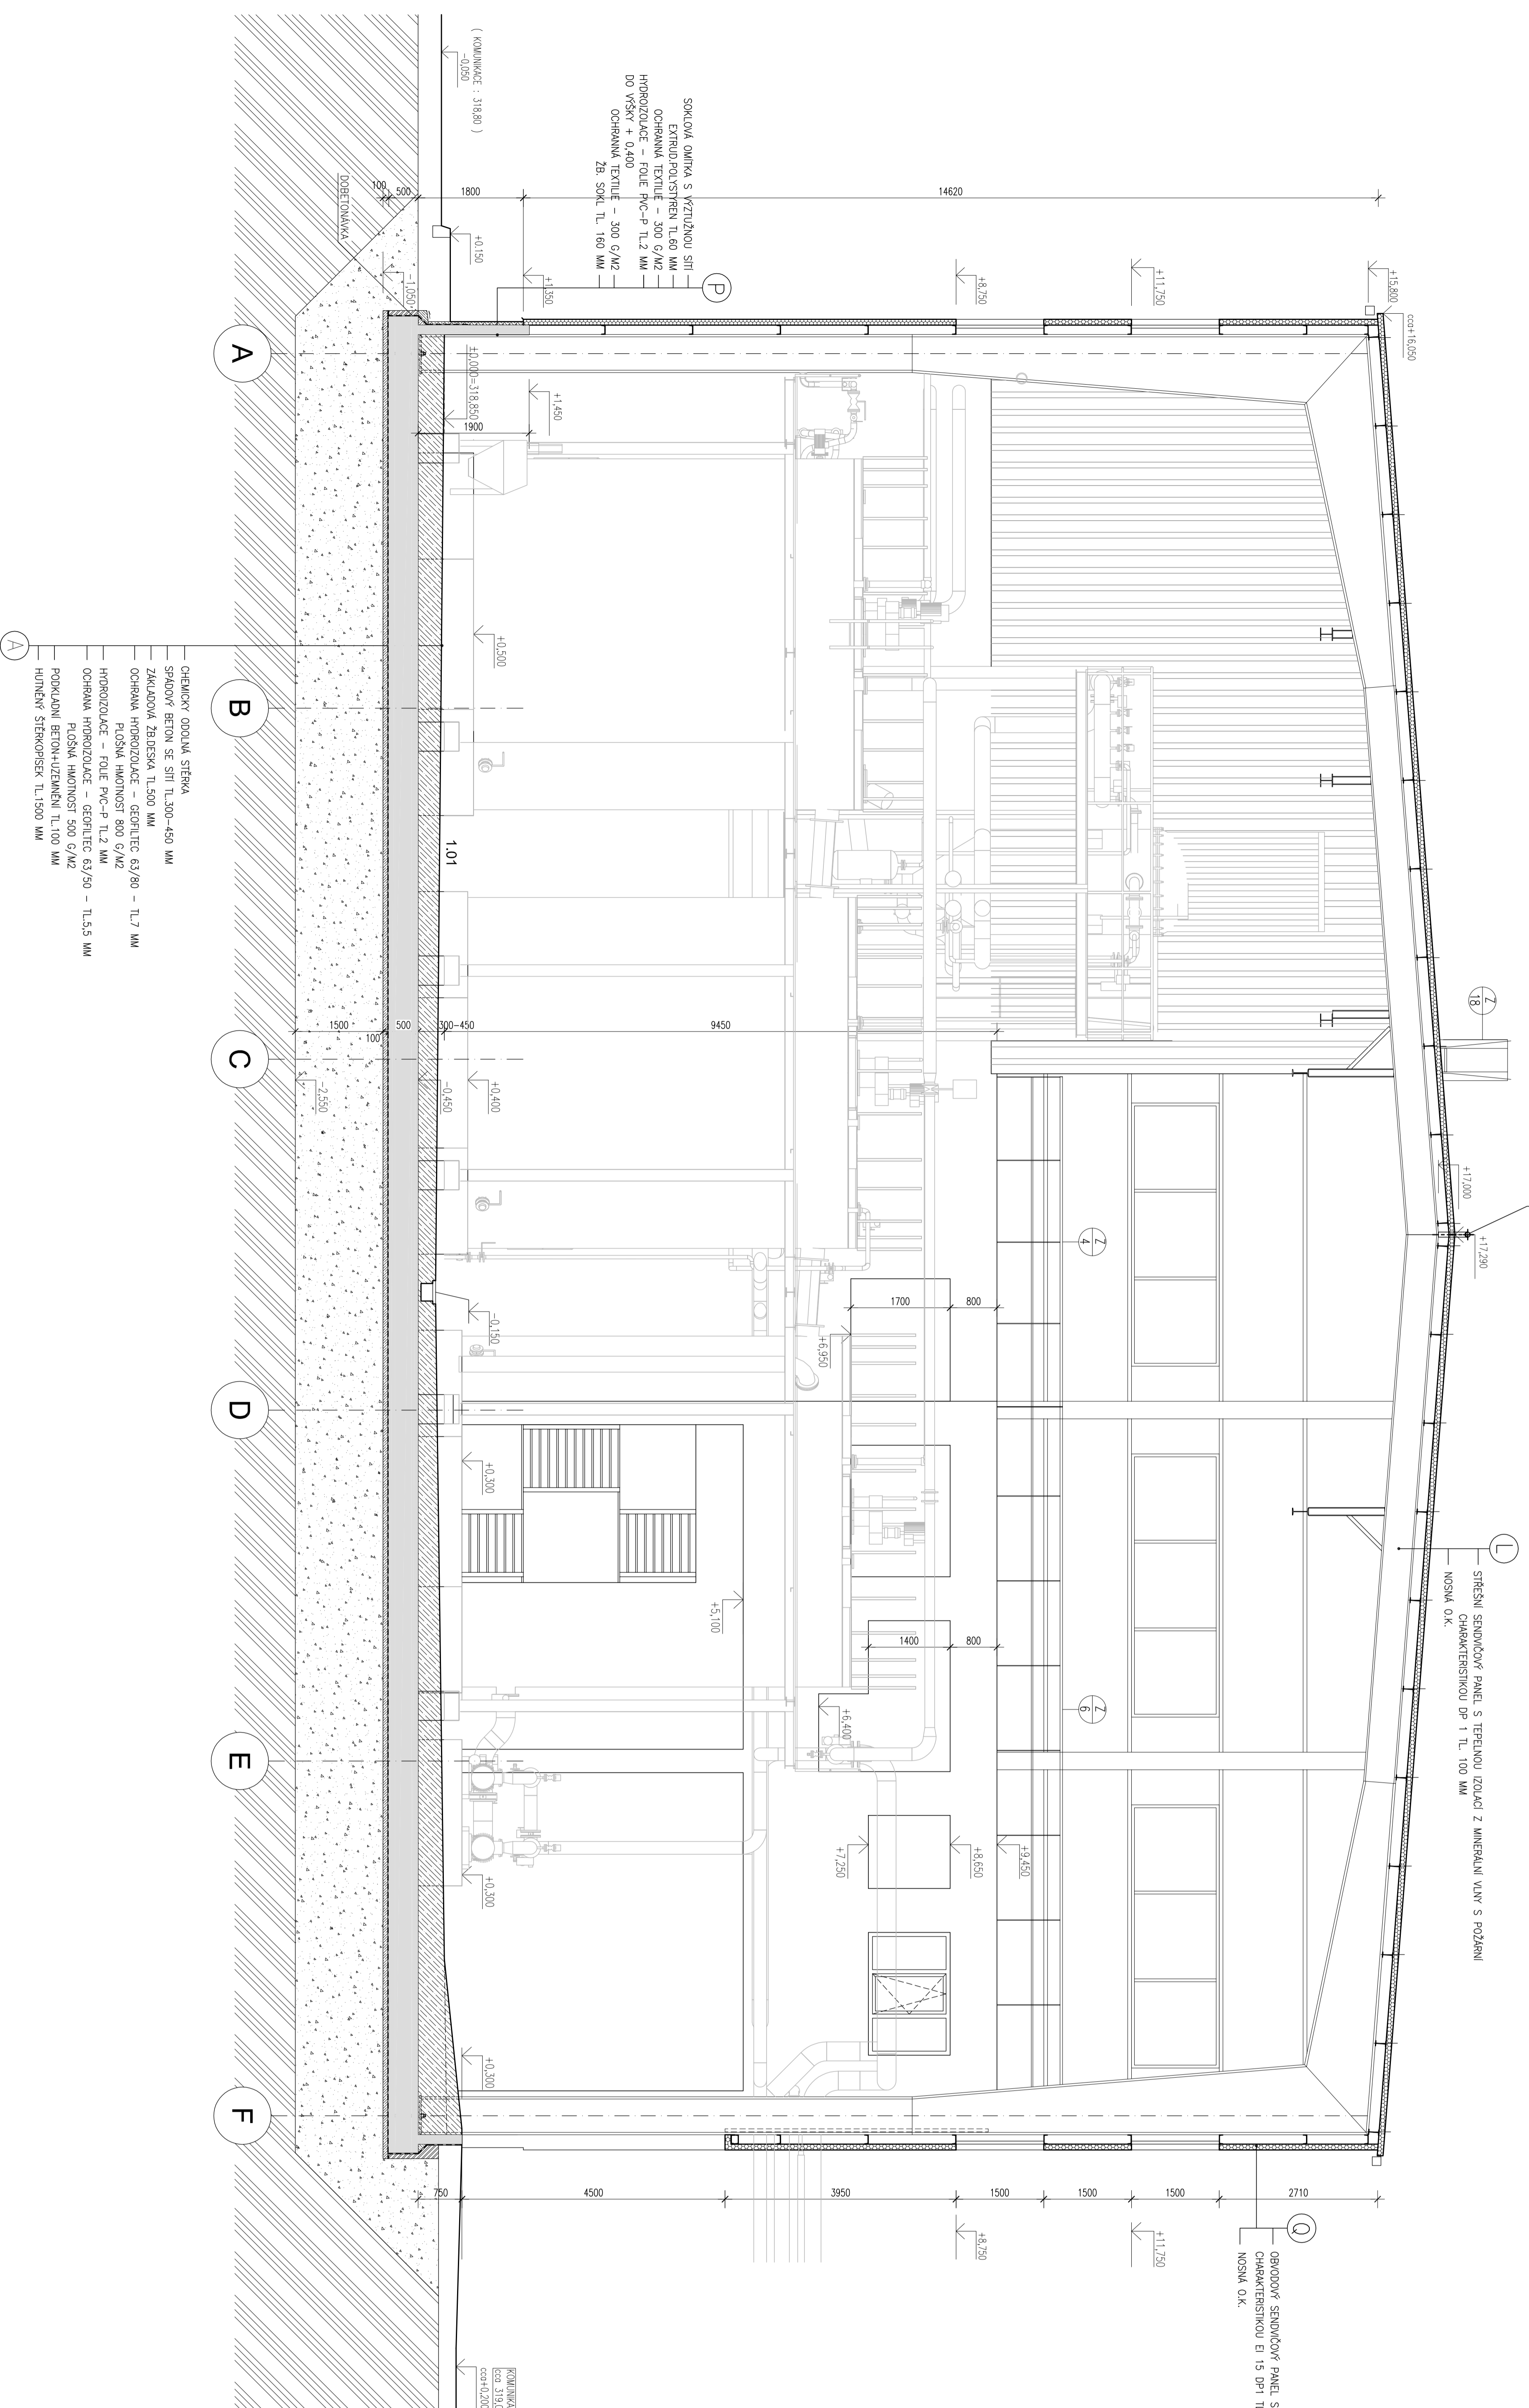 ( KOMUNIKACE : 318,80 )
-0,050
DOBETONÁVKA
100
500
1800
14620
-1,050
+0.150
+1,350
+8,750
+11,750
+15,800
cca+16,050
SOKLOVÁ OMÍTKA S VÝZTUŽNOU SÍTÍ
EXTRUD.POLYSTYREN TL.60 MM
OCHRANNÁ TEXTILIE - 300 G/M2
HYDROIZOLACE - FOLIE PVC-P TL.2 MM
DO VÝŠKY + 0,400
OCHRANNÁ TEXTILIE - 300 G/M2
ŽB. SOKL TL. 160 MM
P
A
±0,000=318,850
1900
+1,450
+0,500
B
1.01
A
CHEMICKY ODOLNÁ STĚRKA
SPÁDOVÝ BETON SE SÍTÍ TL.300-450 MM
ZÁKLADOVÁ ŽB.DESKA TL.500 MM
OCHRANA HYDROIZOLACE - GEOFILTEC 63/80 - TL.7 MM
PLOŠNÁ HMOTNOST 800 G/M2
HYDROIZOLACE - FOLIE PVC-P TL.2 MM
OCHRANA HYDROIZOLACE - GEOFILTEC 63/50 - TL.5,5 MM
PLOŠNÁ HMOTNOST 500 G/M2
PODKLADNÍ BETON+UZEMNĚNÍ TL.100 MM
HUTNĚNÝ ŠTĚRKOPÍSEK TL.1500 MM
Z
18
1500
100
500
300-450
9450
C
-2,550
-0,450
+0,400
+17,000
+17,290
Z
4
-0,150
1700
800
+6,950
D
+0,300
+5,100
1400
800
+6,400
Z
6
L
STŘEŠNÍ SENDVIČOVÝ PANEL S TEPELNOU IZOLACÍ Z MINERÁLNÍ VLNY S POŽÁRNÍ
CHARAKTERISTIKOU DP 1 TL. 100 MM
NOSNÁ O.K.
E
+0,300
+7,250
+8,650
+9,450
+0,300
F
750
4500
3950
1500
1500
1500
2710
+8,750
+11,750
Q
OBVODOVÝ SENDVIČOVÝ PANEL S
CHARAKTERISTIKOU EI 15 DP1
NOSNÁ O.K.
cca+0,200